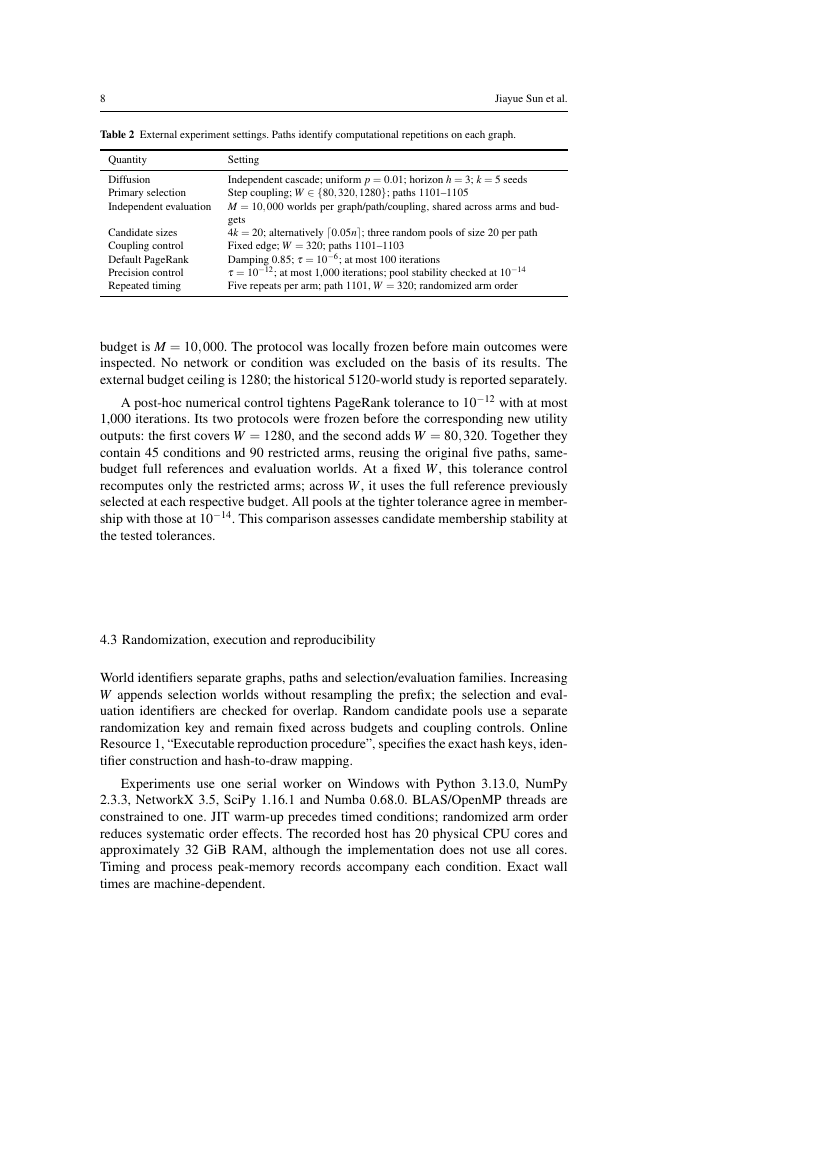 8 Jiayue Sun et al.
Table 2 External experiment settings. Paths identify computational repetitions on each graph.
Quantity Setting
Diffusion Independent cascade; uniform p = 0.01; horizon h = 3; k = 5 seeds
Primary selection Step coupling; W ∈ {80,320,1280}; paths 1101–1105
Independent evaluation M = 10,000 worlds per graph/path/coupling, shared across arms and bud-
gets
Candidate sizes 4k = 20; alternatively ⌈0.05n⌉; three random pools of size 20 per path
Coupling control Fixed edge; W = 320; paths 1101–1103
Default PageRank Damping 0.85; τ = 10⁻⁶; at most 100 iterations
Precision control τ = 10⁻¹²; at most 1,000 iterations; pool stability checked at 10⁻¹⁴
Repeated timing Five repeats per arm; path 1101, W = 320; randomized arm order
budget is M = 10,000. The protocol was locally frozen before main outcomes were
inspected. No network or condition was excluded on the basis of its results. The
external budget ceiling is 1280; the historical 5120-world study is reported separately.
A post-hoc numerical control tightens PageRank tolerance to 10⁻¹² with at most
1,000 iterations. Its two protocols were frozen before the corresponding new utility
outputs: the first covers W = 1280, and the second adds W = 80,320. Together they
contain 45 conditions and 90 restricted arms, reusing the original five paths, same-
budget full references and evaluation worlds. At a fixed W, this tolerance control
recomputes only the restricted arms; across W, it uses the full reference previously
selected at each respective budget. All pools at the tighter tolerance agree in member-
ship with those at 10⁻¹⁴. This comparison assesses candidate membership stability at
the tested tolerances.
4.3 Randomization, execution and reproducibility
World identifiers separate graphs, paths and selection/evaluation families. Increasing
W appends selection worlds without resampling the prefix; the selection and eval-
uation identifiers are checked for overlap. Random candidate pools use a separate
randomization key and remain fixed across budgets and coupling controls. Online
Resource 1, “Executable reproduction procedure”, specifies the exact hash keys, iden-
tifier construction and hash-to-draw mapping.
Experiments use one serial worker on Windows with Python 3.13.0, NumPy
2.3.3, NetworkX 3.5, SciPy 1.16.1 and Numba 0.68.0. BLAS/OpenMP threads are
constrained to one. JIT warm-up precedes timed conditions; randomized arm order
reduces systematic order effects. The recorded host has 20 physical CPU cores and
approximately 32 GiB RAM, although the implementation does not use all cores.
Timing and process peak-memory records accompany each condition. Exact wall
times are machine-dependent.